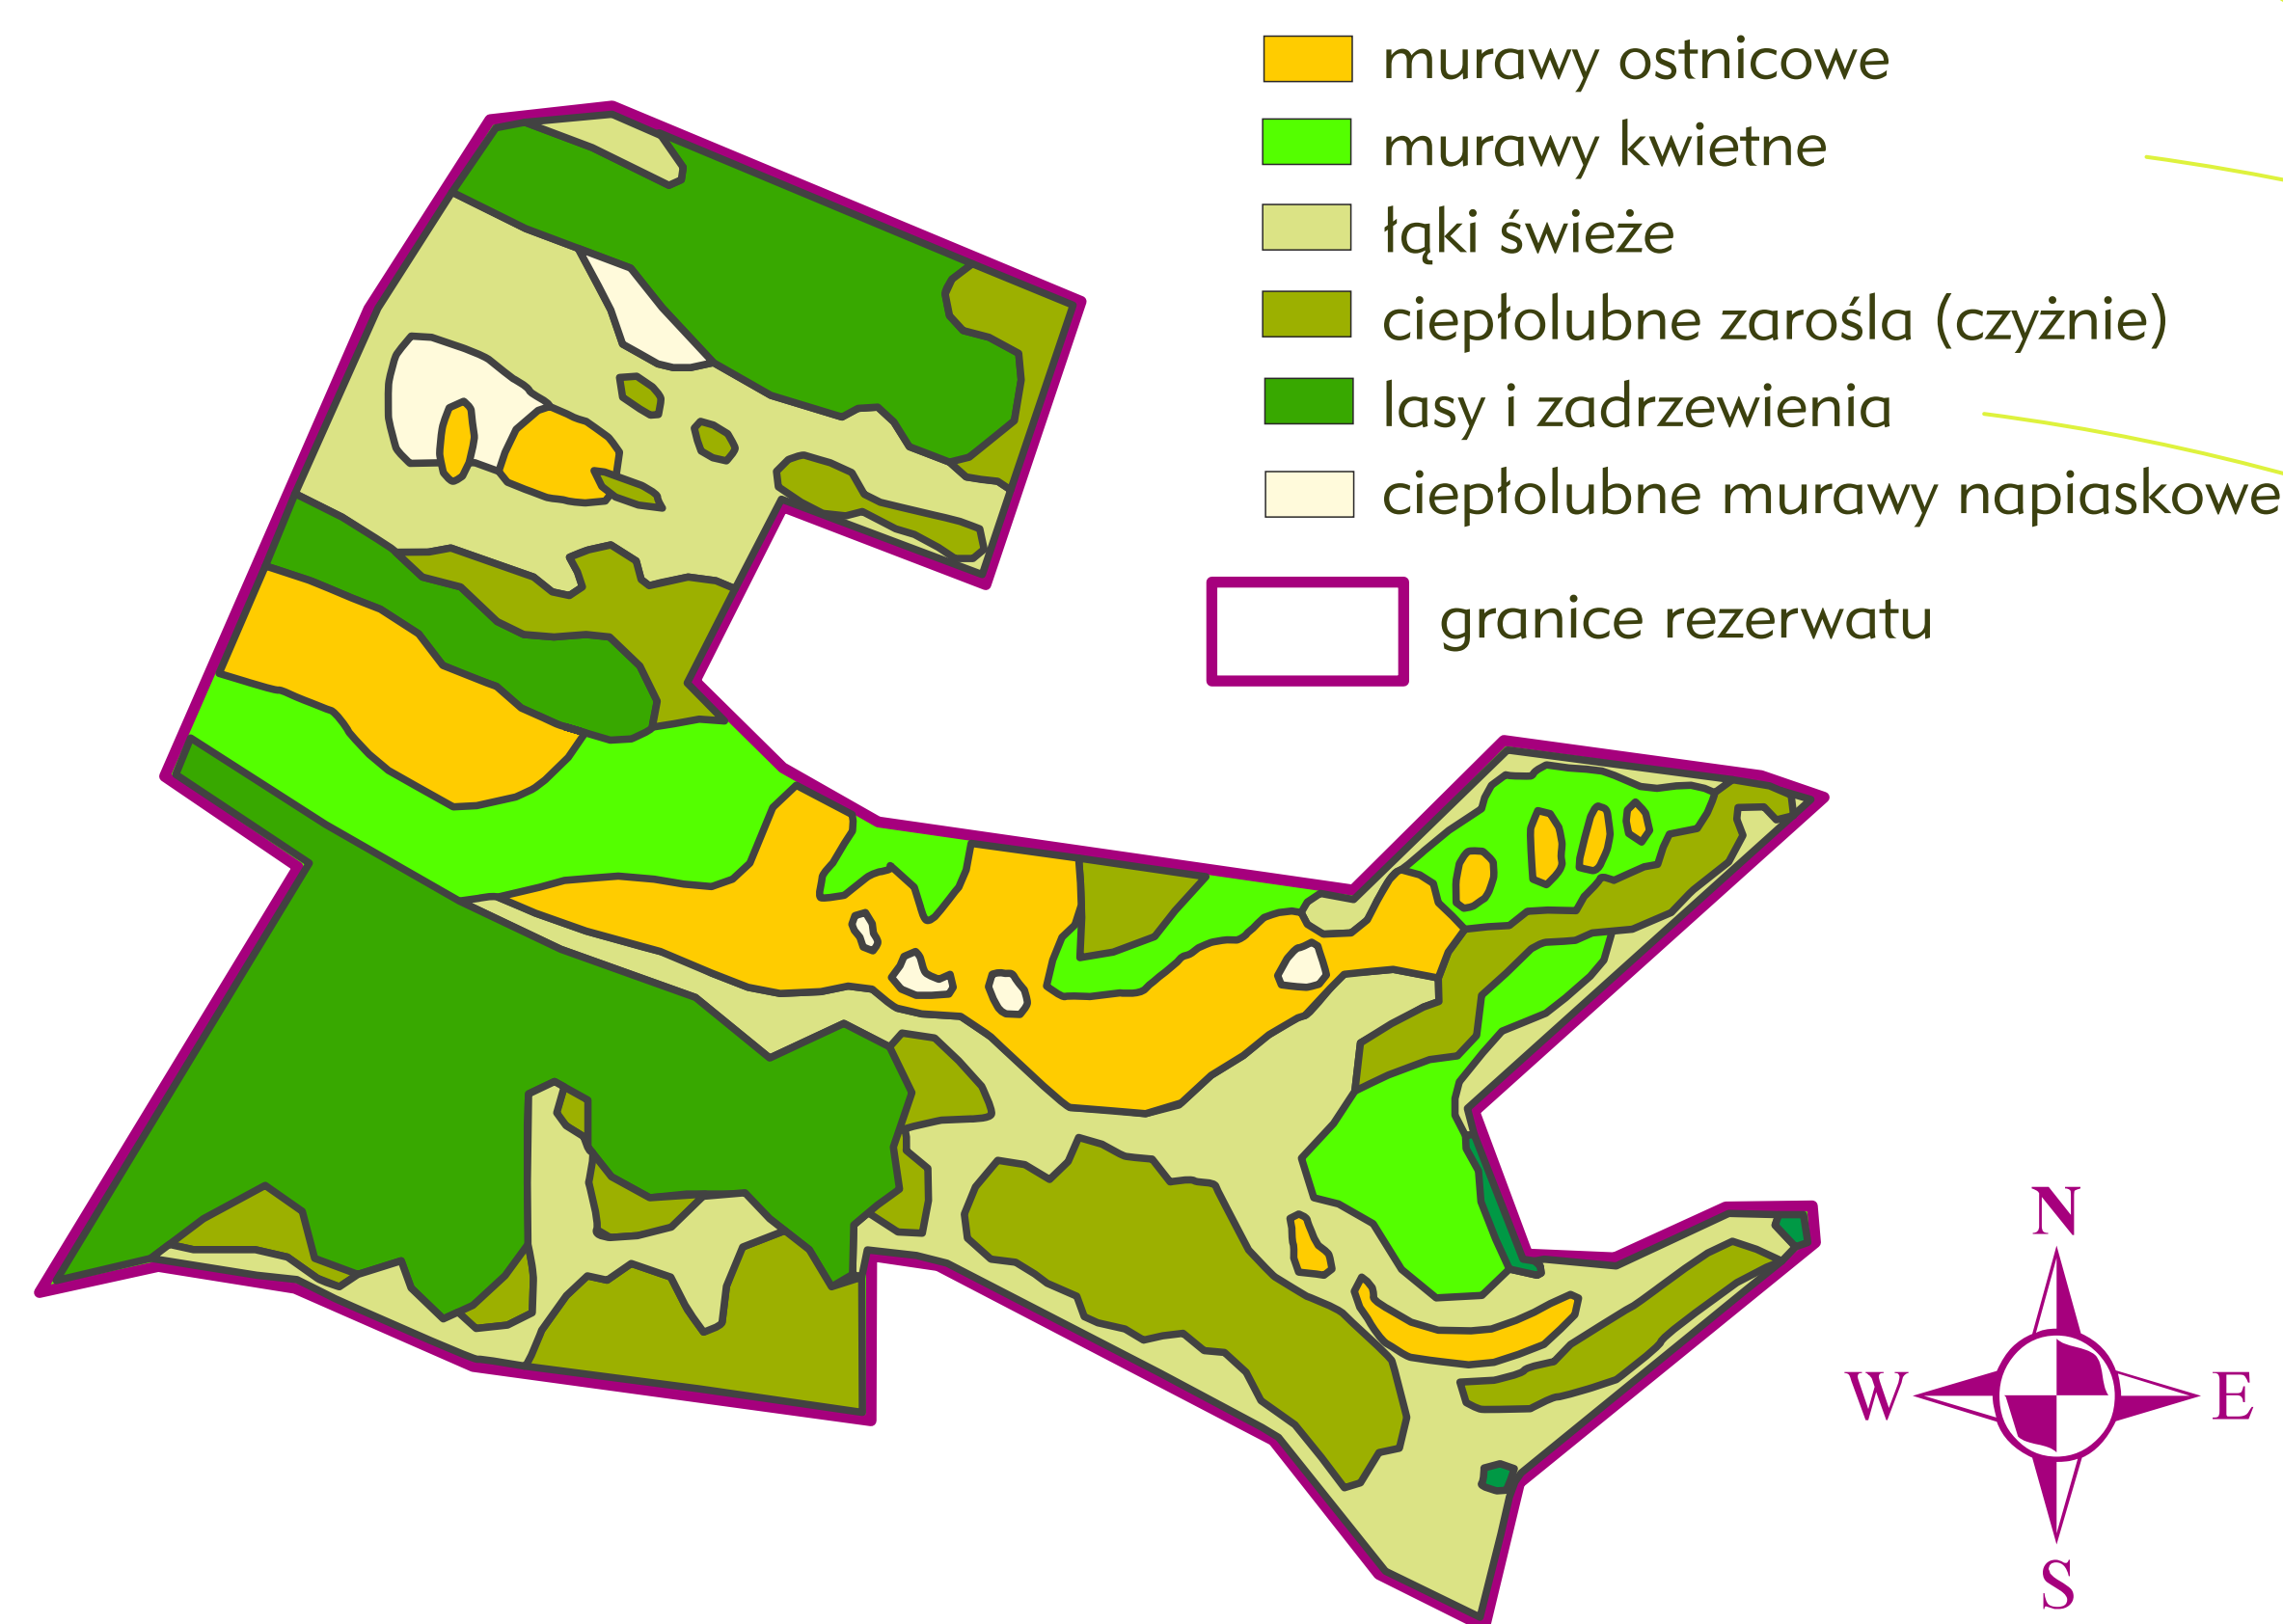 murawy ostnicowe
murawy kwietne
łąki świeże
ciepłolubne zarośla (czyżnie)
lasy i zadrzewienia
ciepłolubne murawy napiaskowe
granice rezerwatu
N
W E
S